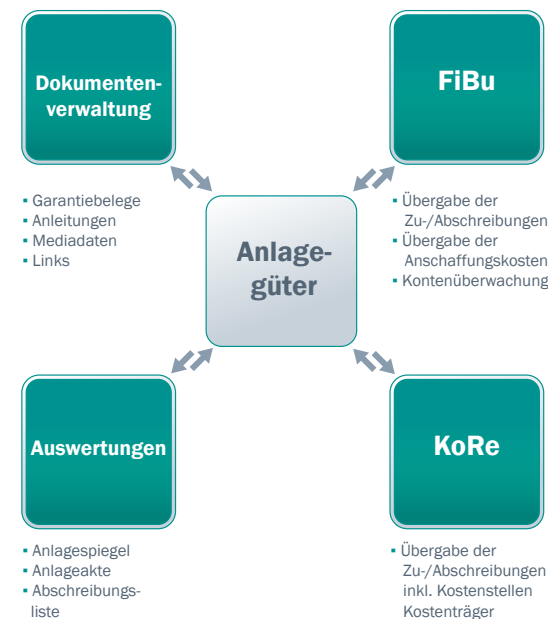 Dokumenten-
verwaltung
▪ Garantiebelege
▪ Anleitungen
▪ Mediadaten
▪ Links
FiBu
▪ Übergabe der
Zu-/Abschreibungen
▪ Übergabe der
Anschaffungskosten
▪ Kontenüberwachung
Anlage-
güter
Auswertungen
▪ Anlagespiegel
▪ Anlageakte
▪ Abschreibungs-
liste
KoRe
▪ Übergabe der
Zu-/Abschreibungen
inkl. Kostenstellen
Kostenträger